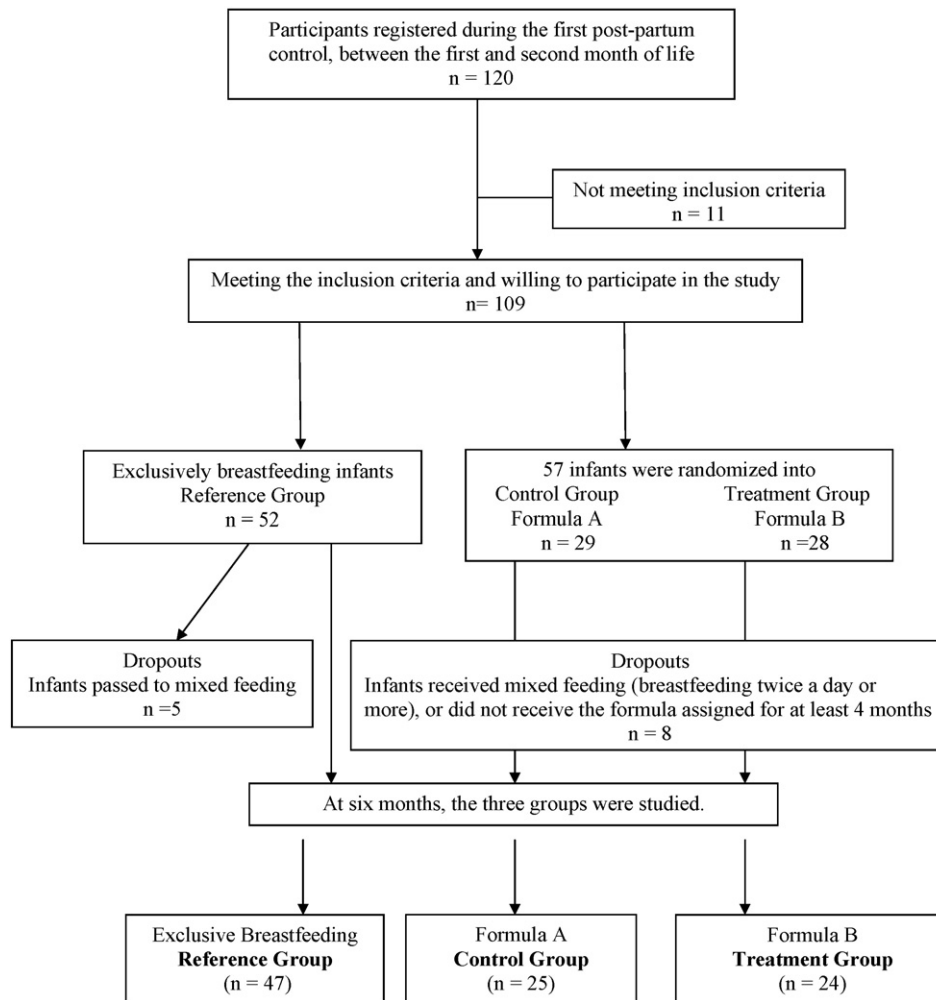 Participants registered during the first post-partum
control, between the first and second month of life
n = 120
Not meeting inclusion criteria
n = 11
Meeting the inclusion criteria and willing to participate in the study
n= 109
Exclusively breastfeeding infants
Reference Group
n = 52
57 infants were randomized into
Control Group Treatment Group
Formula A Formula B
n = 29 n =28
Dropouts
Infants passed to mixed feeding
n =5
Dropouts
Infants received mixed feeding (breastfeeding twice a day or
more), or did not receive the formula assigned for at least 4 months
n = 8
At six months, the three groups were studied.
Exclusive Breastfeeding
Reference Group
(n = 47)
Formula A
Control Group
(n = 25)
Formula B
Treatment Group
(n = 24)